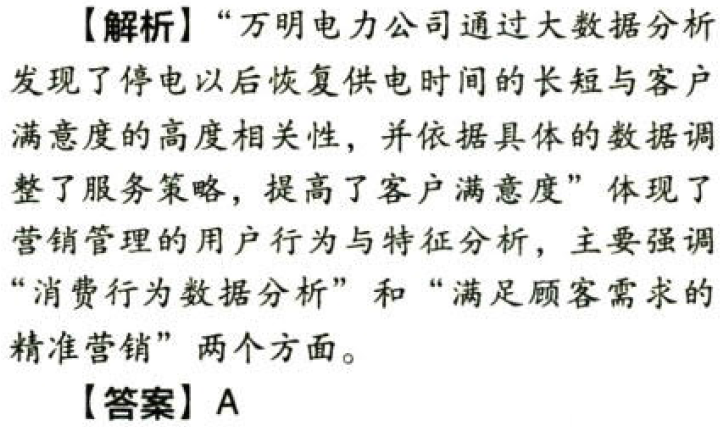 【解析】“万明电力公司通过大数据分析
发现了停电以后恢复供电时间的长短与客户
满意度的高度相关性，并依据具体的数据调
整了服务策略，提高了客户满意度”体现了
营销管理的用户行为与特征分析，主要强调
“消费行为数据分析”和“满足顾客需求的
精准营销”两个方面。
【答案】A